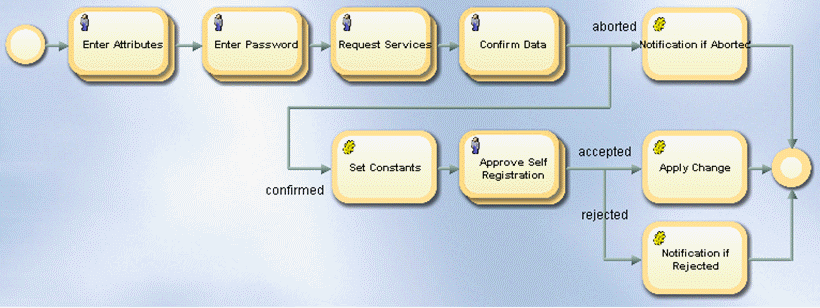 Enter Attributes
Enter Password
Request Services
Confirm Data
aborted
Notification if Aborted
confirmed
Set Constants
Approve Self
Registration
accepted
Apply Change
rejected
Notification if
Rejected